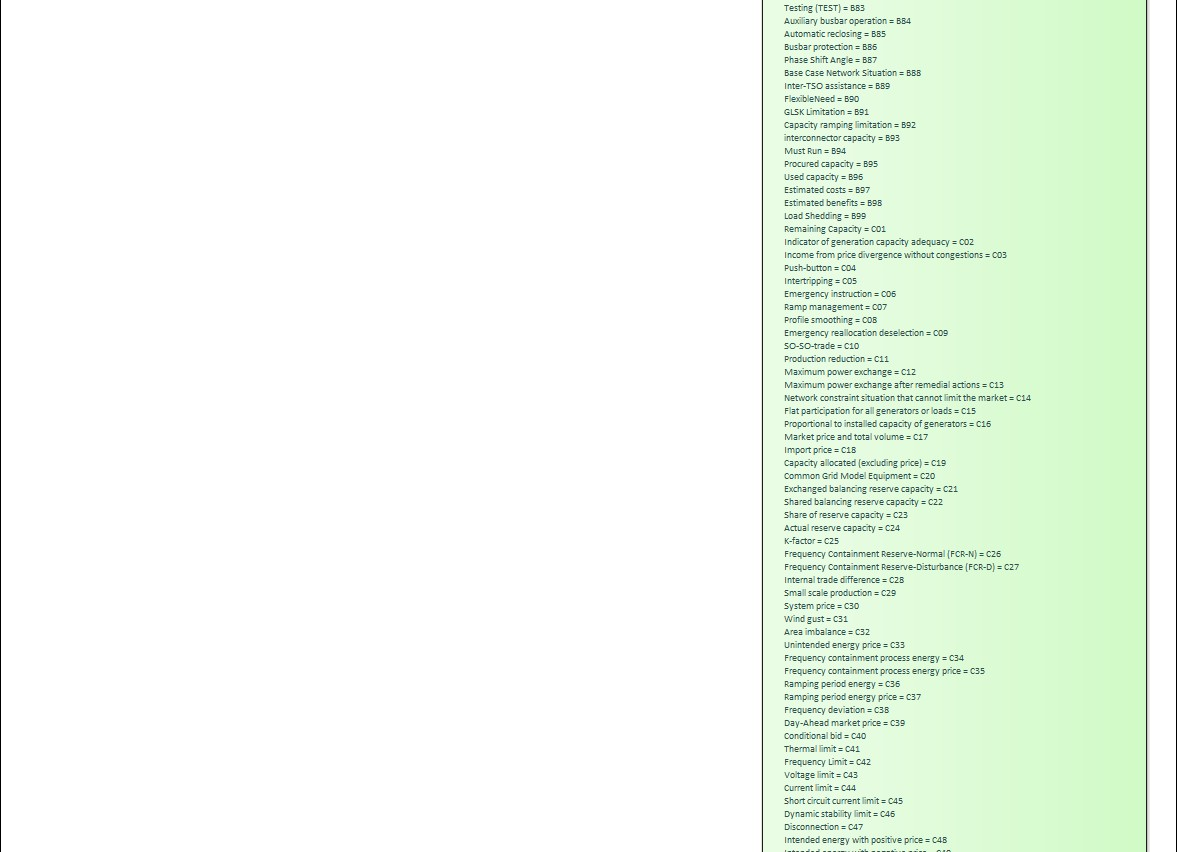 Testing (TEST) = B83
Auxiliary busbar operation = B84
Automatic reclosing = B85
Busbar protection = B86
Phase Shift Angle = B87
Base Case Network Situation = B88
Inter-TSO assistance = B89
FlexibleNeed = B90
GLSK Limitation = B91
Capacity ramping limitation = B92
interconnector capacity = B93
Must Run = B94
Procured capacity = B95
Used capacity = B96
Estimated costs = B97
Estimated benefits = B98
Load Shedding = B99
Remaining Capacity = C01
Indicator of generation capacity adequacy = C02
Income from price divergence without congestions = C03
Push-button = C04
Intertripping = C05
Emergency instruction = C06
Ramp management = C07
Profile smoothing = C08
Emergency reallocation deselection = C09
SO-SO-trade = C10
Production reduction = C11
Maximum power exchange = C12
Maximum power exchange after remedial actions = C13
Network constraint situation that cannot limit the market = C14
Flat participation for all generators or loads = C15
Proportional to installed capacity of generators = C16
Market price and total volume = C17
Import price = C18
Capacity allocated (excluding price) = C19
Common Grid Model Equipment = C20
Exchanged balancing reserve capacity = C21
Shared balancing reserve capacity = C22
Share of reserve capacity = C23
Actual reserve capacity = C24
K-factor = C25
Frequency Containment Reserve-Normal (FCR-N) = C26
Frequency Containment Reserve-Disturbance (FCR-D) = C27
Internal trade difference = C28
Small scale production = C29
System price = C30
Wind gust = C31
Area imbalance = C32
Unintended energy price = C33
Frequency containment process energy = C34
Frequency containment process energy price = C35
Ramping period energy = C36
Ramping period energy price = C37
Frequency deviation = C38
Day-Ahead market price = C39
Conditional bid = C40
Thermal limit = C41
Frequency Limit = C42
Voltage limit = C43
Current limit = C44
Short circuit current limit = C45
Dynamic stability limit = C46
Disconnection = C47
Intended energy with positive price = C48